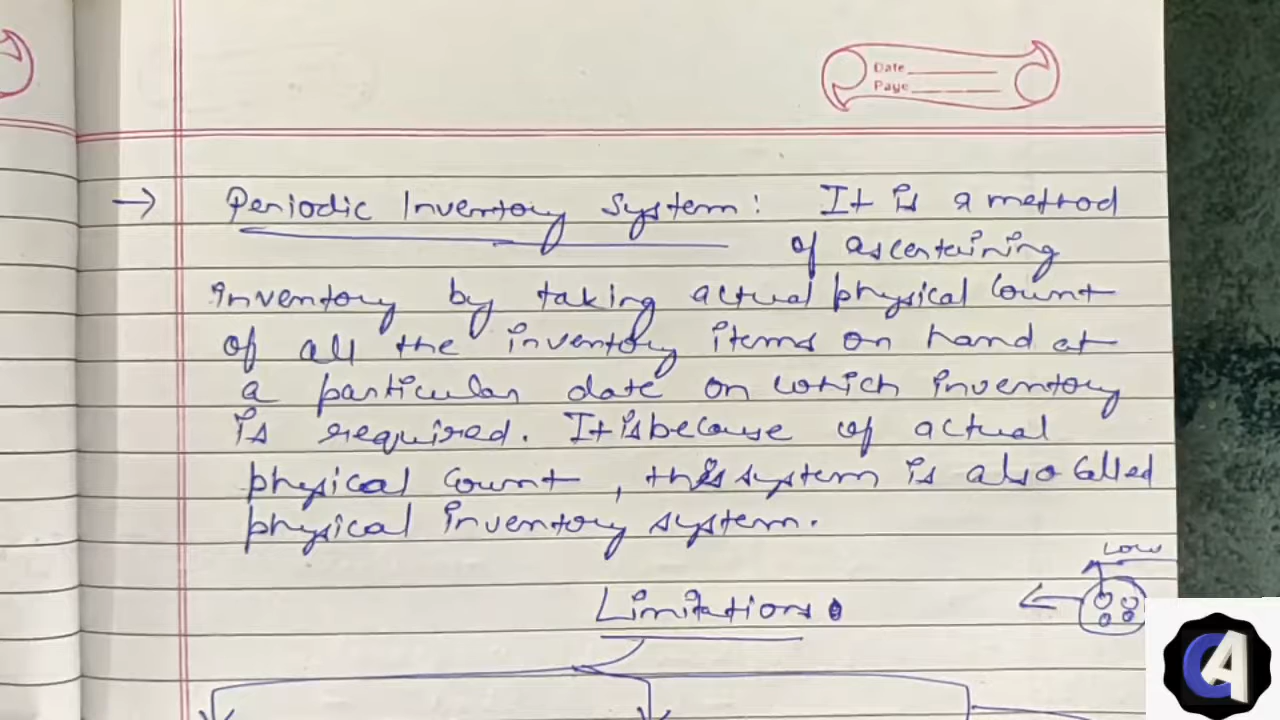 Date
Page
→ Periodic Inventory System: It is a method
of ascertaining
inventory by taking actual physical count
of all the inventory items on hand at
a particular date on which inventory
is required. It is because of actual
physical count, this system is also called
physical inventory system.
Low
Limitations
CA